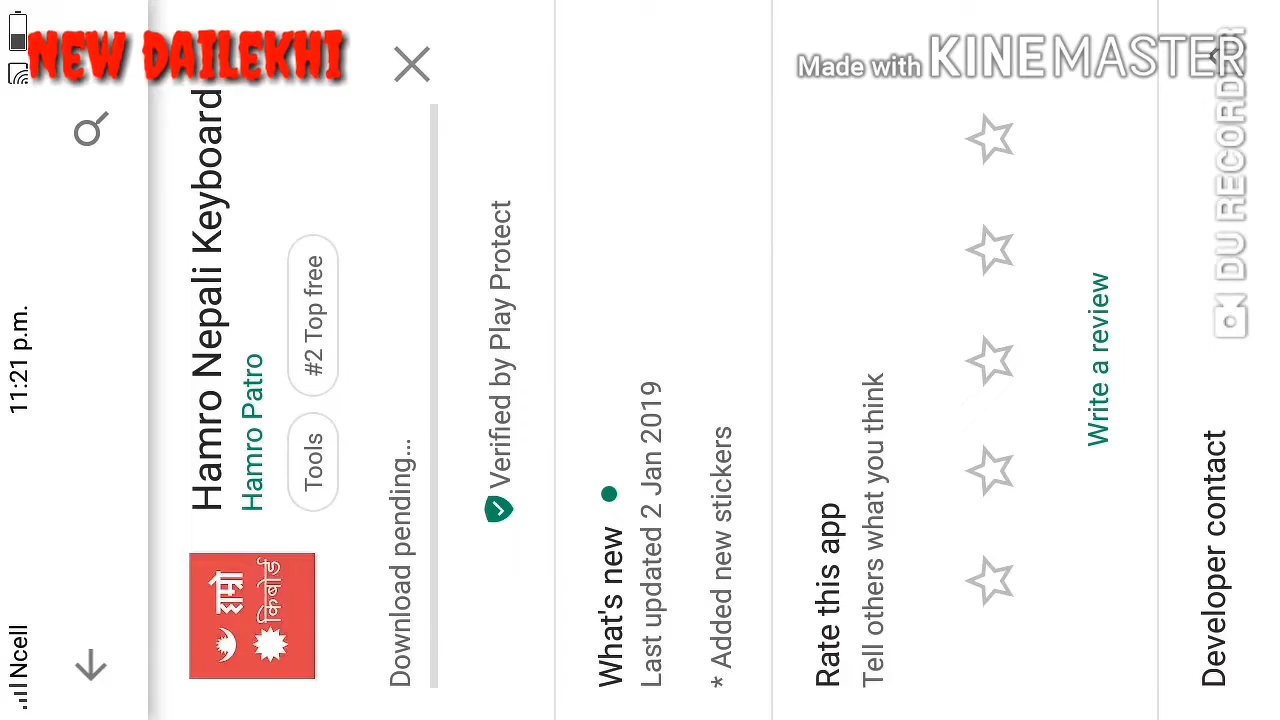 NEW DAILEKHI
Made with KINEMASTER
DU RECORDER
Ncell 11:21 p.m.
हाम्रो
किबोर्ड
Hamro Nepali Keyboard
Hamro Patro
Tools #2 Top free
Download pending...
Verified by Play Protect
What's new
Last updated 2 Jan 2019
* Added new stickers
Rate this app
Tell others what you think
Write a review
Developer contact